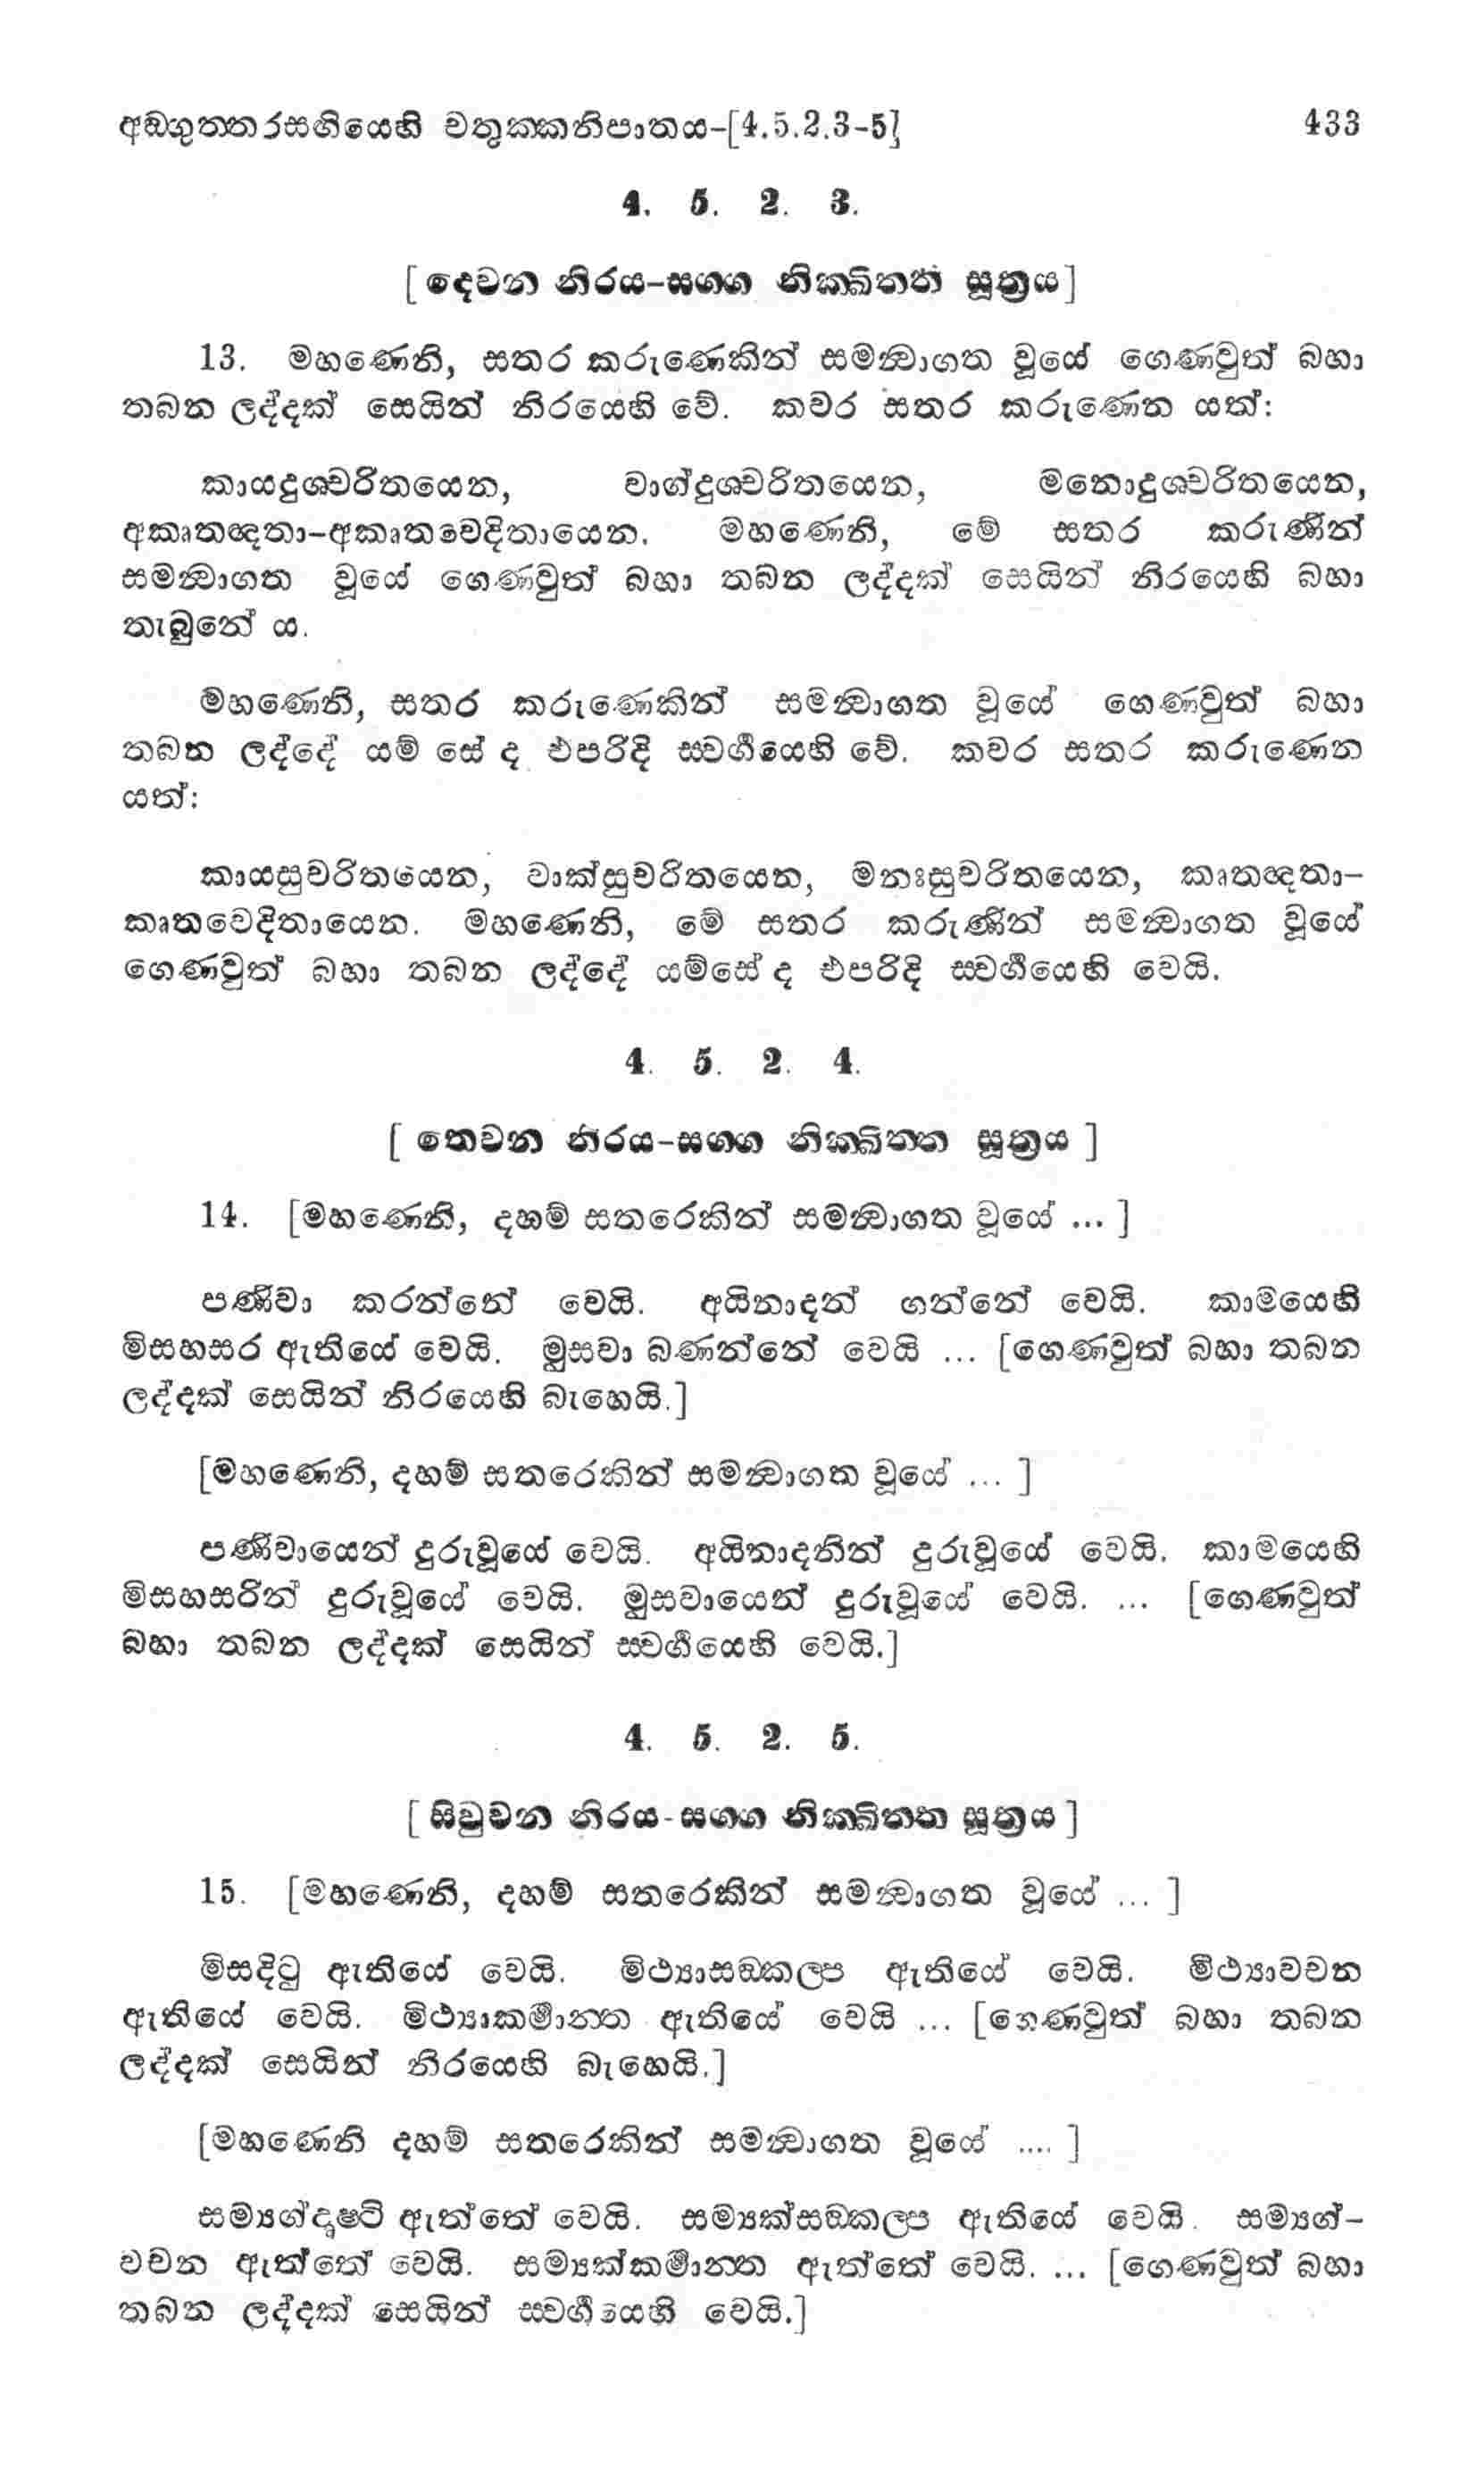 අඞ්ගුත්තරසඟියෙහි චතුක්කනිපාතය-[4.5.2.3-5] 433
4. 5. 2. 3.
[ දෙවන නිරය-සග්ග නික්ඛිත්ත සූත්‍රය]
13. මහණෙනි, සතර කරුණෙකින් සමන්වාගත වූයේ ගෙණවුත් බහා
තබන ලද්දක් සෙයින් නිරයෙහි වේ. කවර සතර කරුණෙන යත්:
කායදුශ්චරිතයෙන, වාග්දුශ්චරිතයෙන, මනොදුශ්චරිතයෙන,
අකෘතඥතා-අකෘතවෙදිතායෙන. මහණෙනි, මේ සතර කරුණින්
සමන්වාගත වූයේ ගෙණවුත් බහා තබන ලද්දක් සෙයින් නිරයෙහි බහා
තැබුනේ ය.
මහණෙනි, සතර කරුණෙකින් සමන්වාගත වූයේ ගෙණවුත් බහා
තබන ලද්දේ යම් සේ ද එපරිදි ස්වර්‍ගයෙහි වේ. කවර සතර කරුණෙන
යත්:
කායසුචරිතයෙන, වාක්සුචරිතයෙන, මනඃසුචරිතයෙන, කෘතඥතා-
කෘතවෙදිතායෙන. මහණෙනි, මේ සතර කරුණින් සමන්වාගත වූයේ
ගෙණවුත් බහා තබන ලද්දේ යම්සේ ද එපරිදි ස්වර්‍ගයෙහි වෙයි.
4. 5. 2. 4.
[ තෙවන නිරය-සග්ග නික්ඛිත්ත සූත්‍රය ]
14. [මහණෙනි, දහම් සතරෙකින් සමන්වාගත වූයේ ... ]
පණිවා කරන්නේ වෙයි. අයිනාදන් ගන්නේ වෙයි. කාමයෙහි
මිසහසර ඇතියේ වෙයි. මුසවා බණන්නේ වෙයි ... [ගෙණවුත් බහා තබන
ලද්දක් සෙයින් නිරයෙහි බැහෙයි.]
[මහණෙනි, දහම් සතරෙකින් සමන්වාගත වූයේ ... ]
පණිවායෙන් දුරුවූයේ වෙයි. අයිනාදනින් දුරුවූයේ වෙයි. කාමයෙහි
මිසහසරින් දුරුවූයේ වෙයි. මුසවායෙන් දුරුවූයේ වෙයි. ... [ගෙණවුත්
බහා තබන ලද්දක් සෙයින් ස්වර්‍ගයෙහි වෙයි.]
4. 5. 2. 5.
[ සිවුවන නිරය-සග්ග නික්ඛිත්ත සූත්‍රය ]
15. [මහණෙනි, දහම් සතරෙකින් සමන්වාගත වූයේ ... ]
මිසදිටු ඇතියේ වෙයි. මිථ්‍යාසඞ්කල්ප ඇතියේ වෙයි. මිථ්‍යාවචන
ඇතියේ වෙයි. මිථ්‍යාකර්‍මාන්ත ඇතියේ වෙයි ... [ගෙණවුත් බහා තබන
ලද්දක් සෙයින් නිරයෙහි බැහෙයි.]
[මහණෙනි දහම් සතරෙකින් සමන්වාගත වූයේ .... ]
සම්‍යග්දෘෂ්ටි ඇත්තේ වෙයි. සම්‍යක්සඞ්කල්ප ඇතියේ වෙයි. සම්‍යග්-
වචන ඇත්තේ වෙයි. සම්‍යක්කර්‍මාන්ත ඇත්තේ වෙයි. ... [ගෙණවුත් බහා
තබන ලද්දක් සෙයින් ස්වර්‍ගයෙහි වෙයි.]